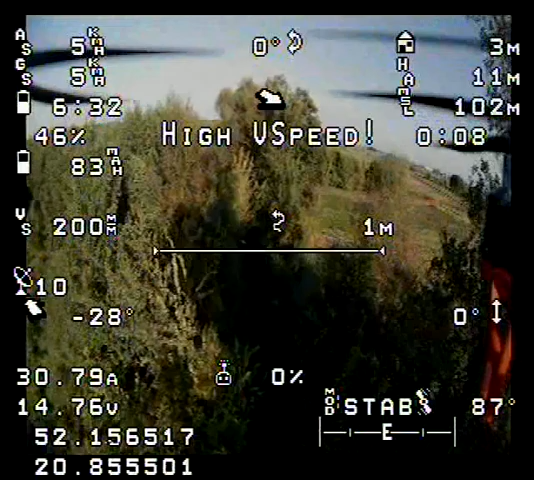 AS 5 KM/H 0° 3M
GS 5 KM/H H 11M
6:32 AMSL 102M
46% HIGH VSPEED! 0:08
83 MAH
VS 200 M/M 1M
10
-28° 0° ↕
30.79A 0%
14.76V MOD: STAB 87°
52.156517 E
20.855501